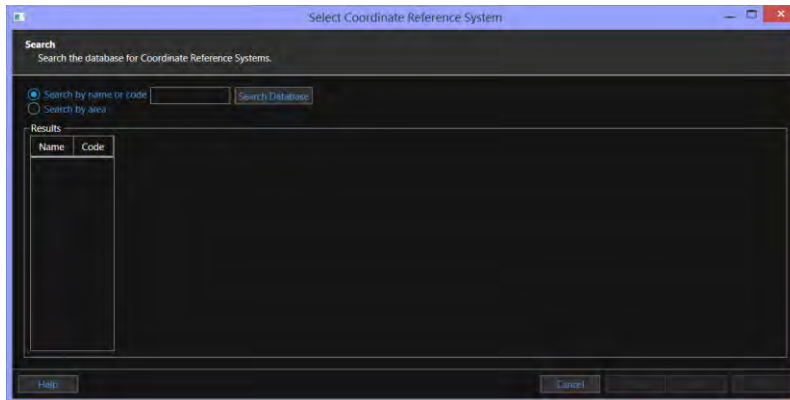 Select Coordinate Reference System
Search
Search the database for Coordinate Reference Systems.
Search by name or code
Search Database
Search by area
Results
Name Code
Help
Cancel